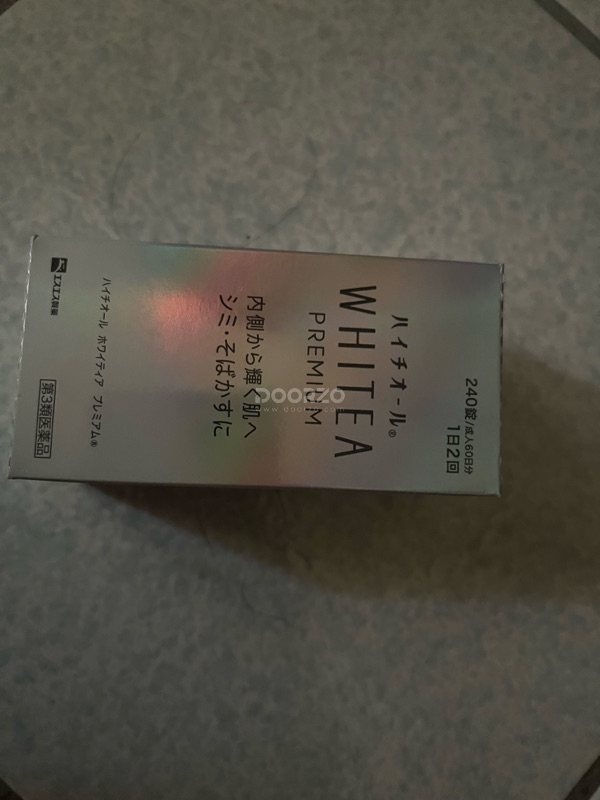 240錠/成人60日分
1日2回
ハイチオール®
WHITEA
PREMIUM
内側から輝く肌へ
シミ・そばかすに
DOORZO
ハイチオール ホワイティア プレミアム®
エスエス製薬
第3類医薬品